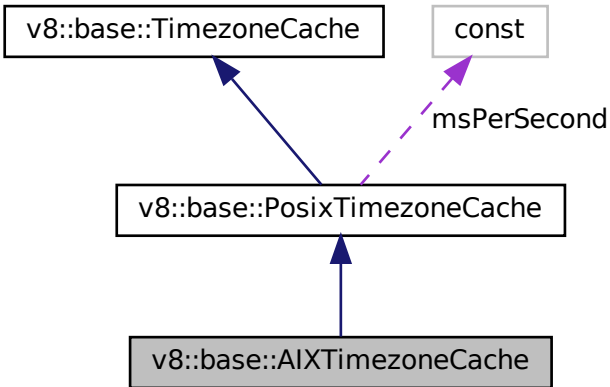 v8::base::TimezoneCache
const
msPerSecond
v8::base::PosixTimezoneCache
v8::base::AIXTimezoneCache